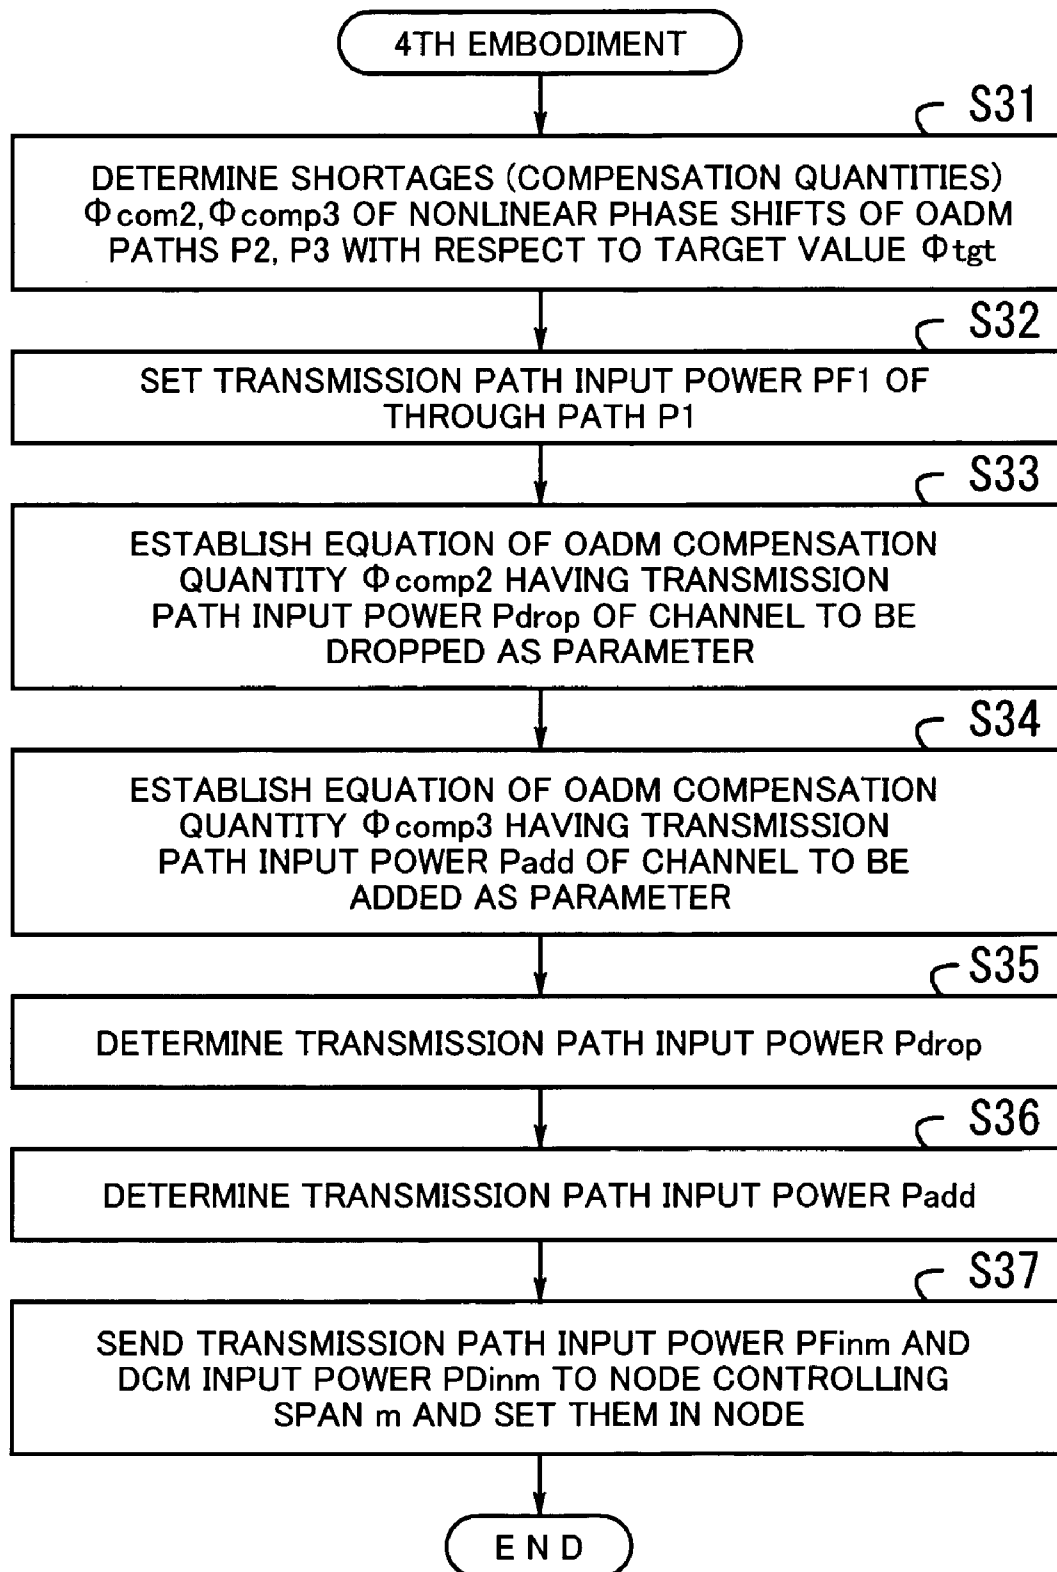 4TH EMBODIMENT
S31
DETERMINE SHORTAGES (COMPENSATION QUANTITIES)
Φcom2, Φcomp3 OF NONLINEAR PHASE SHIFTS OF OADM
PATHS P2, P3 WITH RESPECT TO TARGET VALUE Φtgt
S32
SET TRANSMISSION PATH INPUT POWER PF1 OF
THROUGH PATH P1
S33
ESTABLISH EQUATION OF OADM COMPENSATION
QUANTITY Φcomp2 HAVING TRANSMISSION
PATH INPUT POWER Pdrop OF CHANNEL TO BE
DROPPED AS PARAMETER
S34
ESTABLISH EQUATION OF OADM COMPENSATION
QUANTITY Φcomp3 HAVING TRANSMISSION
PATH INPUT POWER Padd OF CHANNEL TO BE
ADDED AS PARAMETER
S35
DETERMINE TRANSMISSION PATH INPUT POWER Pdrop
S36
DETERMINE TRANSMISSION PATH INPUT POWER Padd
S37
SEND TRANSMISSION PATH INPUT POWER PFinm AND
DCM INPUT POWER PDinm TO NODE CONTROLLING
SPAN m AND SET THEM IN NODE
END